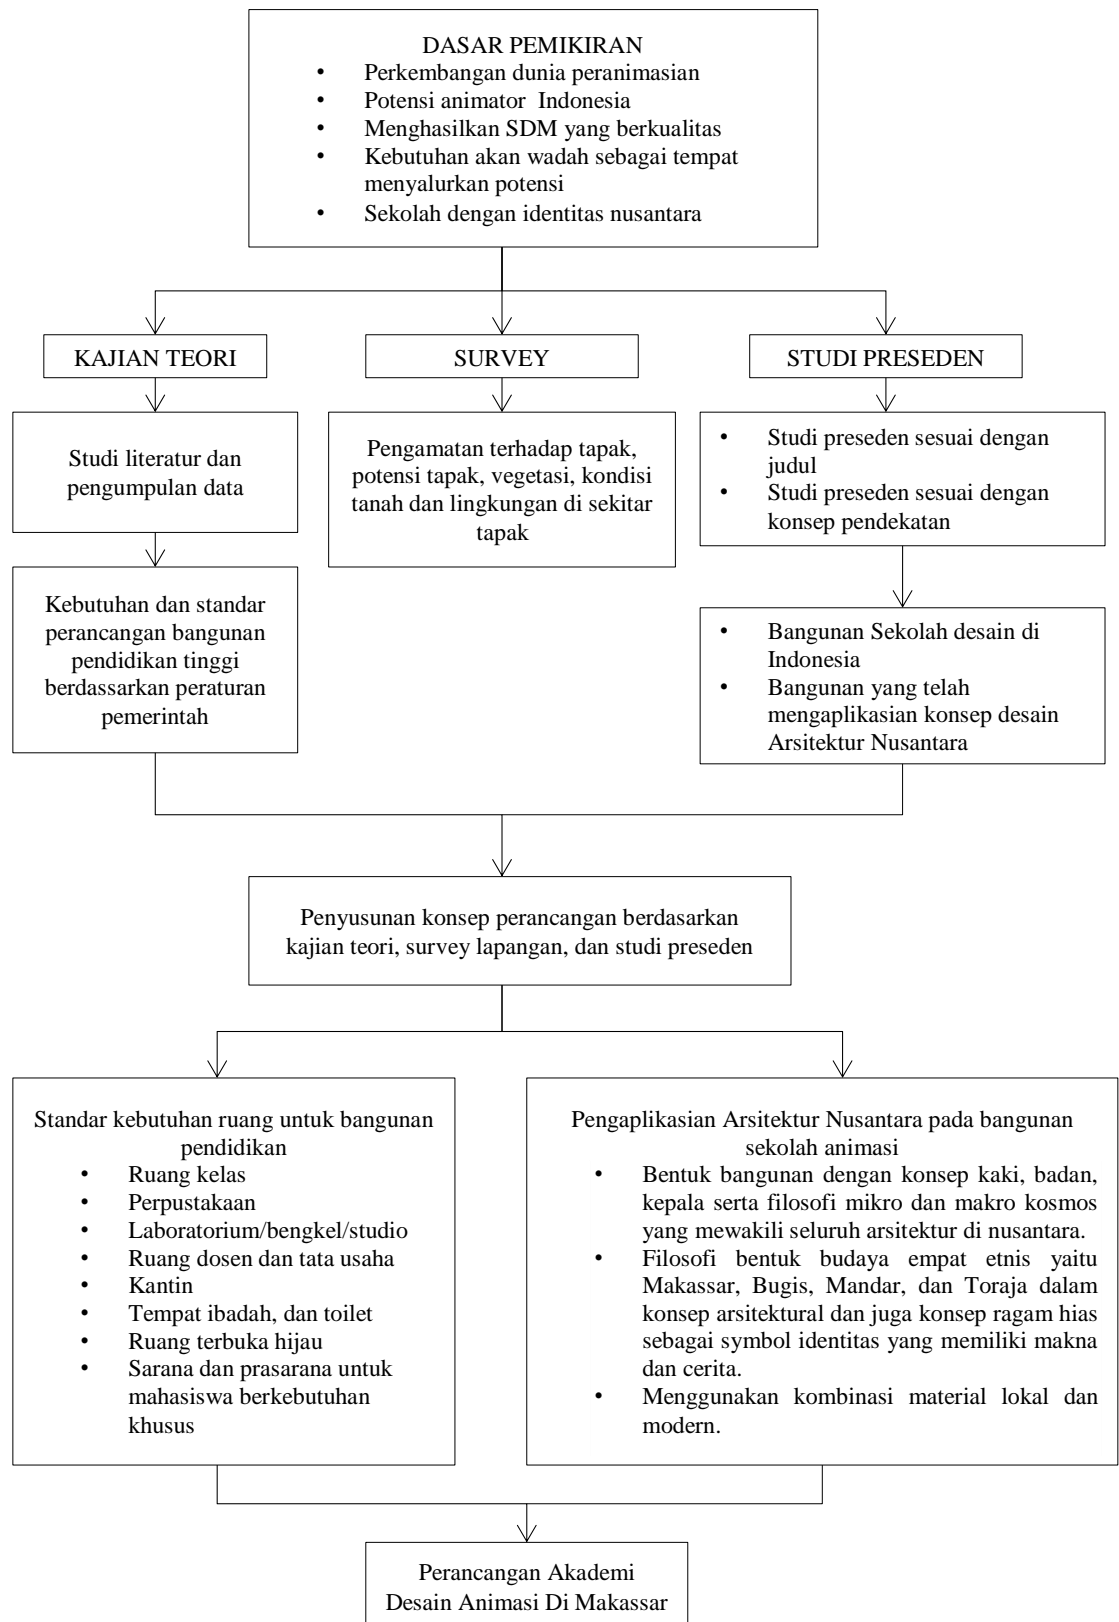 DASAR PEMIKIRAN
• Perkembangan dunia peranimasian
• Potensi animator Indonesia
• Menghasilkan SDM yang berkualitas
• Kebutuhan akan wadah sebagai tempat
menyalurkan potensi
• Sekolah dengan identitas nusantara
KAJIAN TEORI
SURVEY
STUDI PRESEDEN
Studi literatur dan
pengumpulan data
Pengamatan terhadap tapak,
potensi tapak, vegetasi, kondisi
tanah dan lingkungan di sekitar
tapak
• Studi preseden sesuai dengan
judul
• Studi preseden sesuai dengan
konsep pendekatan
Kebutuhan dan standar
perancangan bangunan
pendidikan tinggi
berdassarkan peraturan
pemerintah
• Bangunan Sekolah desain di
Indonesia
• Bangunan yang telah
mengaplikasian konsep desain
Arsitektur Nusantara
Penyusunan konsep perancangan berdasarkan
kajian teori, survey lapangan, dan studi preseden
Standar kebutuhan ruang untuk bangunan
pendidikan
• Ruang kelas
• Perpustakaan
• Laboratorium/bengkel/studio
• Ruang dosen dan tata usaha
• Kantin
• Tempat ibadah, dan toilet
• Ruang terbuka hijau
• Sarana dan prasarana untuk
mahasiswa berkebutuhan
khusus
Pengaplikasian Arsitektur Nusantara pada bangunan
sekolah animasi
• Bentuk bangunan dengan konsep kaki, badan,
kepala serta filosofi mikro dan makro kosmos
yang mewakili seluruh arsitektur di nusantara.
• Filosofi bentuk budaya empat etnis yaitu
Makassar, Bugis, Mandar, dan Toraja dalam
konsep arsitektural dan juga konsep ragam hias
sebagai symbol identitas yang memiliki makna
dan cerita.
• Menggunakan kombinasi material lokal dan
modern.
Perancangan Akademi
Desain Animasi Di Makassar